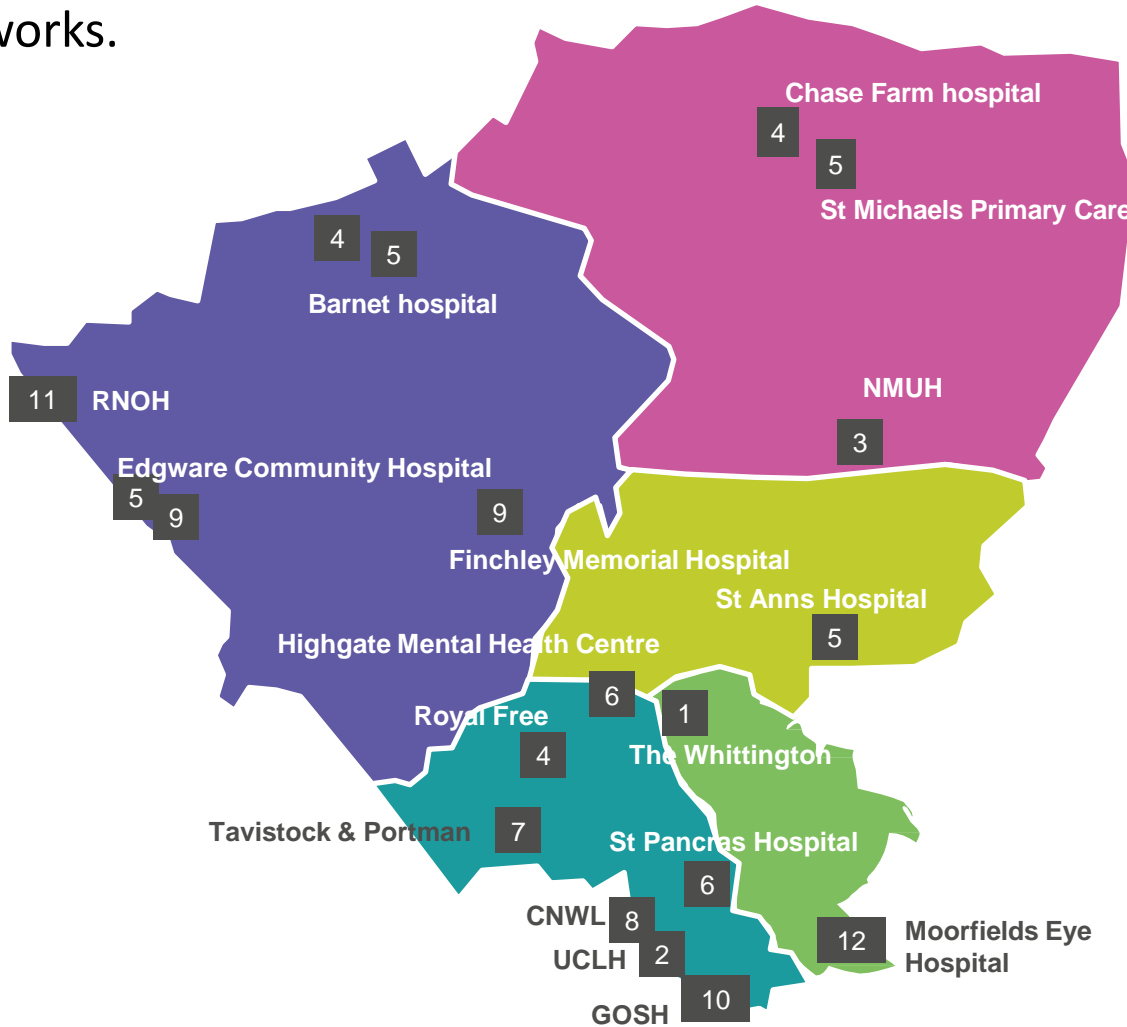 works.
Chase Farm hospital
4
5
St Michaels Primary Care
4
5
Barnet hospital
NMUH
11
RNOH
3
Edgware Community Hospital
5
9
9
Finchley Memorial Hospital
St Anns Hospital
5
Highgate Mental Health Centre
6
1
Royal Free
4
The Whittington
Tavistock & Portman
7
St Pancras Hospital
6
CNWL
8
12
Moorfields Eye
Hospital
UCLH
2
GOSH
10